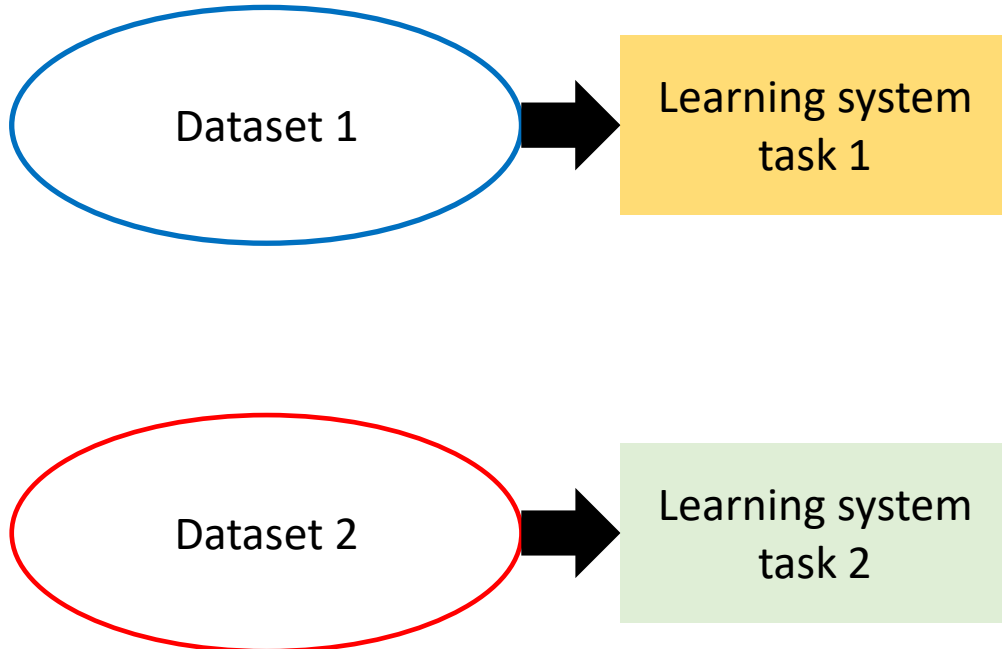 Dataset 1
Learning system
task 1
Dataset 2
Learning system
task 2